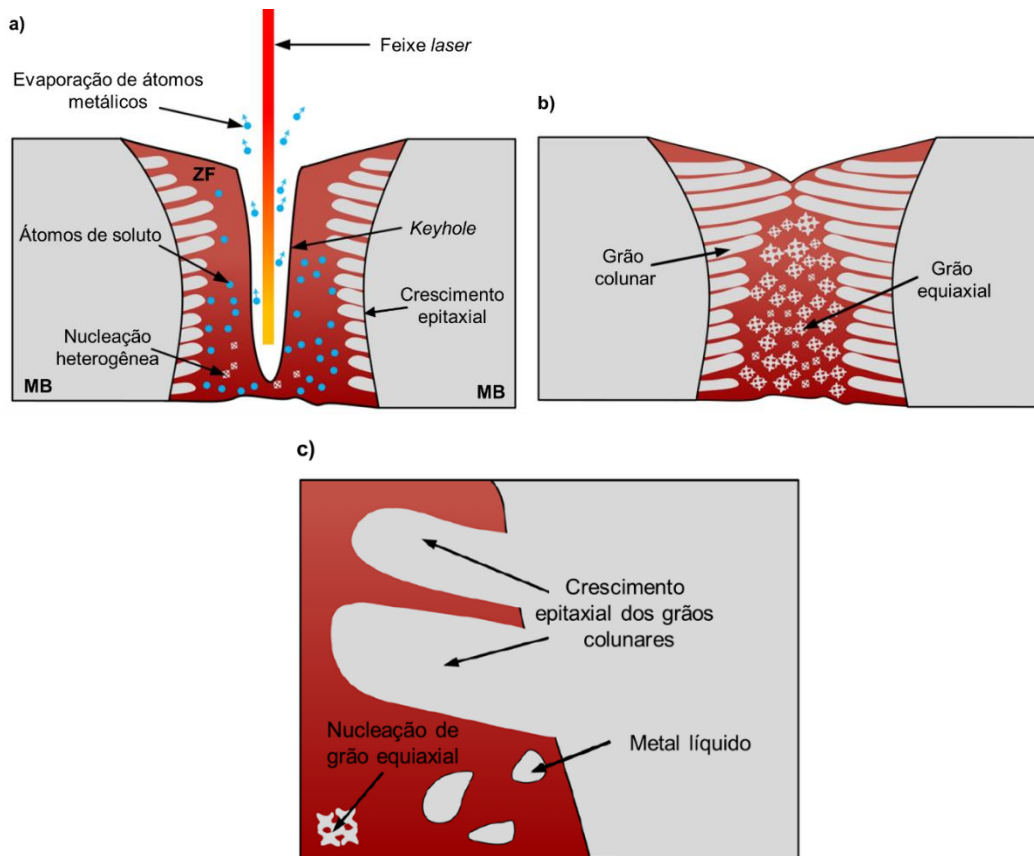 a)
Feixe laser
Evaporação de átomos
metálicos
ZF
Átomos de soluto
Keyhole
Crescimento
epitaxial
Nucleação
heterogênea
MB
MB
b)
Grão
colunar
Grão
equiaxial
c)
Crescimento
epitaxial dos grãos
colunares
Nucleação de
grão equiaxial
Metal líquido